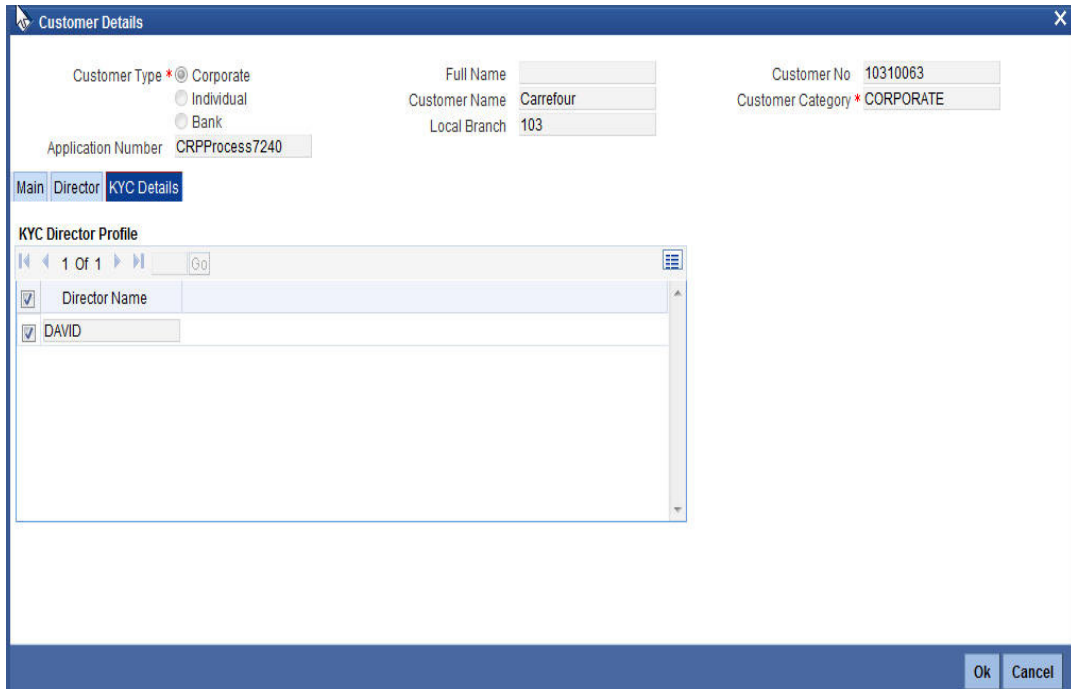 Customer Details X
Customer Type * Corporate
Individual
Bank
Application Number CRPProcess7240
Full Name
Customer Name Carrefour
Local Branch 103
Customer No 10310063
Customer Category * CORPORATE
Main Director KYC Details
KYC Director Profile
1 Of 1 Go
Director Name
DAVID
Ok Cancel